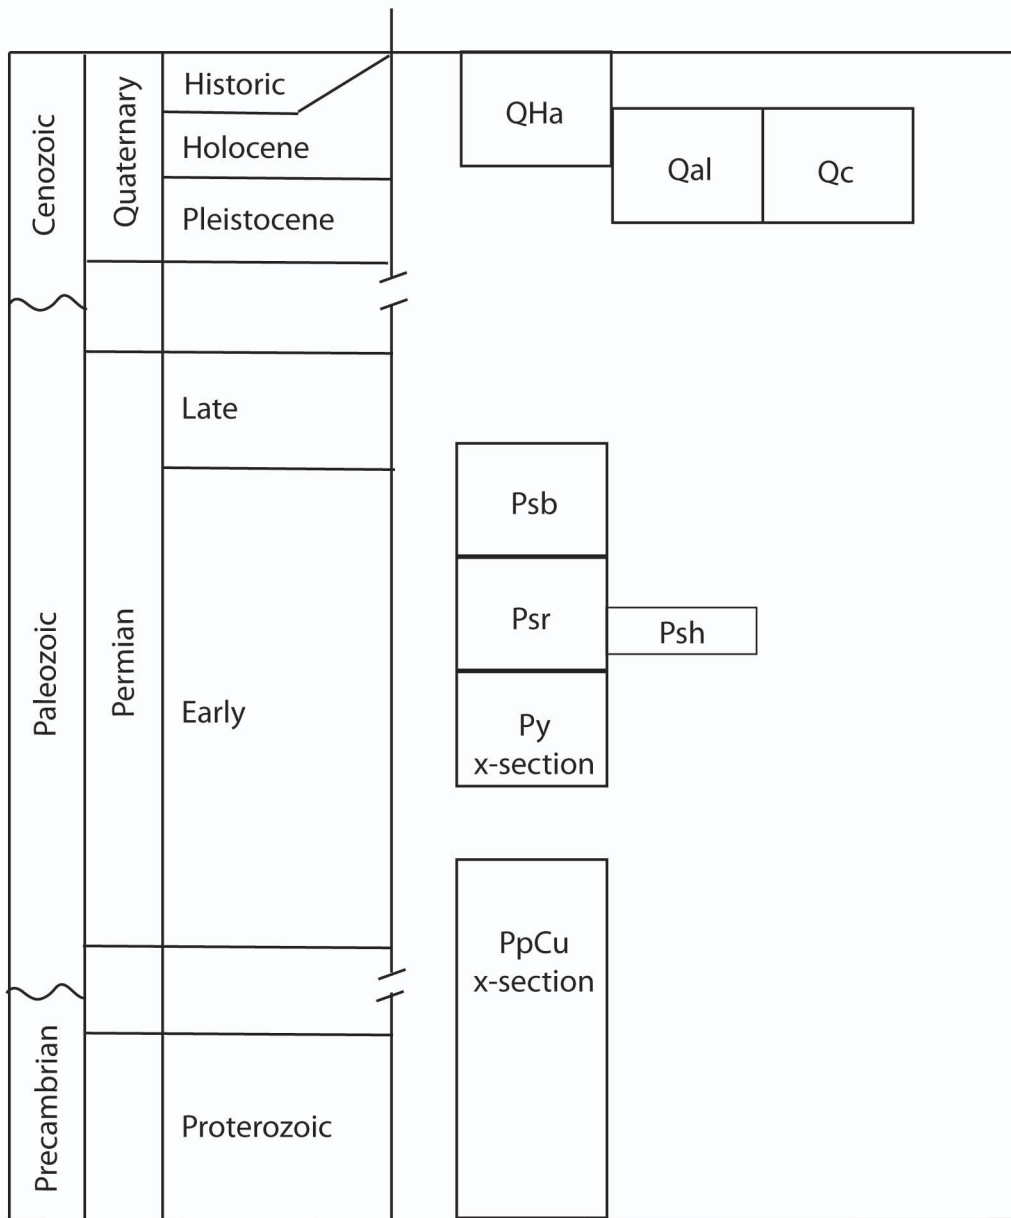 Cenozoic
Quaternary
Historic
Holocene
Pleistocene
QHa
Qal
Qc
Paleozoic
Permian
Late
Early
Psb
Psr
Psh
Py
x-section
PpCu
x-section
Precambrian
Proterozoic